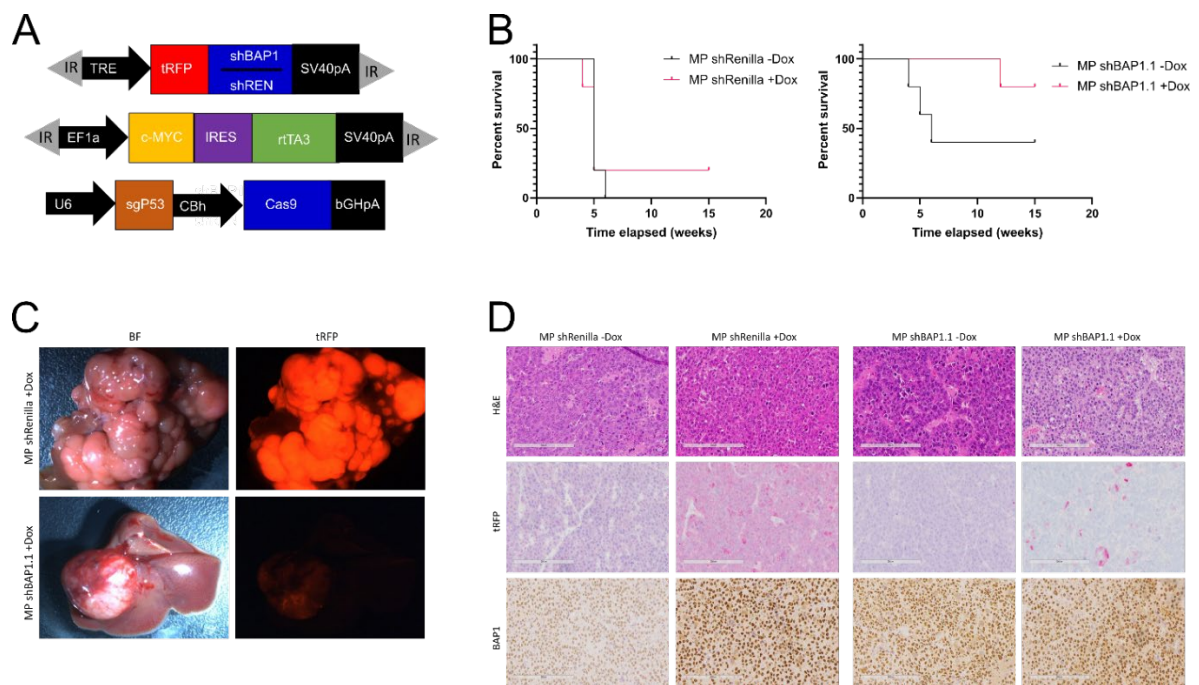 A
IR TRE tRFP shBAP1 SV40pA IR
shREN
IR EF1a c-MYC IRES rtTA3 SV40pA IR
U6 sgP53 CBh Cas9 bGHpA
B
100
50
0
0 5 10 15 20
Percent survival
Time elapsed (weeks)
MP shRenilla -Dox
MP shRenilla +Dox
100
50
0
0 5 10 15 20
Percent survival
Time elapsed (weeks)
MP shBAP1.1 -Dox
MP shBAP1.1 +Dox
C
BF tRFP
MP shRenilla +Dox
MP shBAP1.1 +Dox
D
MP shRenilla -Dox MP shRenilla +Dox MP shBAP1.1 -Dox MP shBAP1.1 +Dox
H&E
tRFP
BAP1